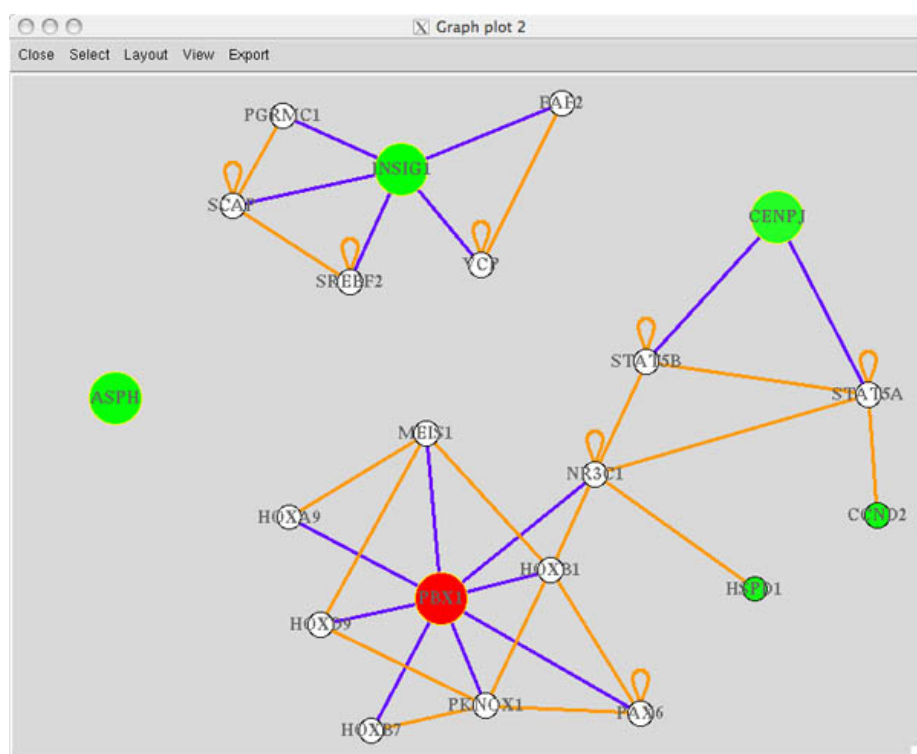 X Graph plot 2
Close Select Layout View Export
PGRMC1
BAE2
INSIG1
SCAP
CENPJ
SREBF2
VCP
STAT5B
ASPH
STAT5A
MEIS1
NR3C1
HOXA9
CCND2
HOXB1
HSPD1
PBX1
HOXD9
PKNOX1
PAX6
HOXB7